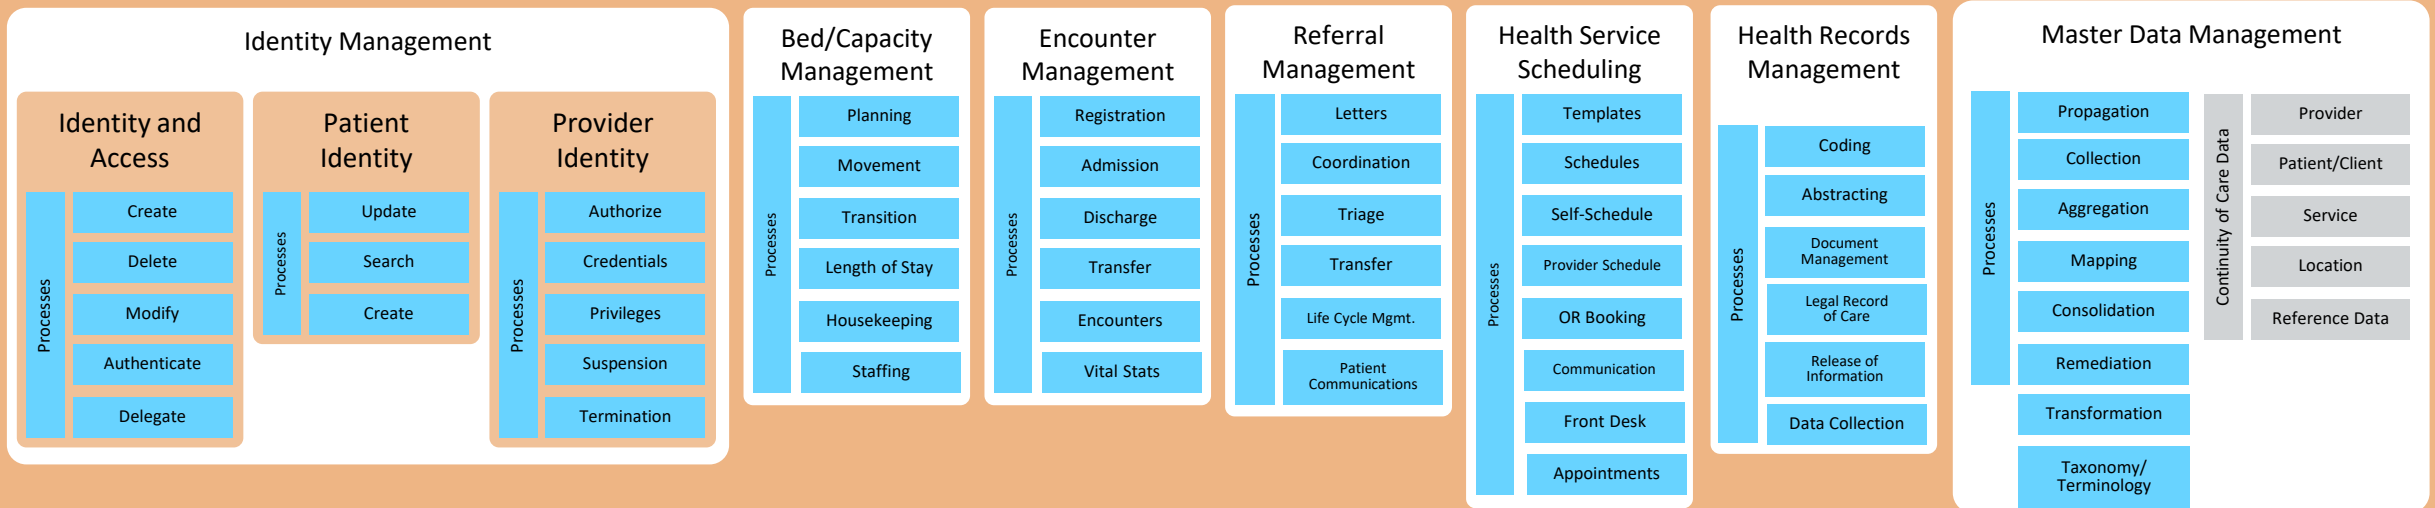 Identity Management
Identity and
Access
Processes
Create
Delete
Modify
Authenticate
Delegate
Patient
Identity
Processes
Update
Search
Create
Provider
Identity
Processes
Authorize
Credentials
Privileges
Suspension
Termination
Bed/Capacity
Management
Processes
Planning
Movement
Transition
Length of Stay
Housekeeping
Staffing
Encounter
Management
Processes
Registration
Admission
Discharge
Transfer
Encounters
Vital Stats
Referral
Management
Processes
Letters
Coordination
Triage
Transfer
Life Cycle Mgmt.
Patient
Communications
Health Service
Scheduling
Processes
Templates
Schedules
Self-Schedule
Provider Schedule
OR Booking
Communication
Front Desk
Appointments
Health Records
Management
Processes
Coding
Abstracting
Document
Management
Legal Record
of Care
Release of
Information
Data Collection
Master Data Management
Processes
Propagation
Collection
Aggregation
Mapping
Consolidation
Remediation
Transformation
Taxonomy/
Terminology
Continuity of Care Data
Provider
Patient/Client
Service
Location
Reference Data